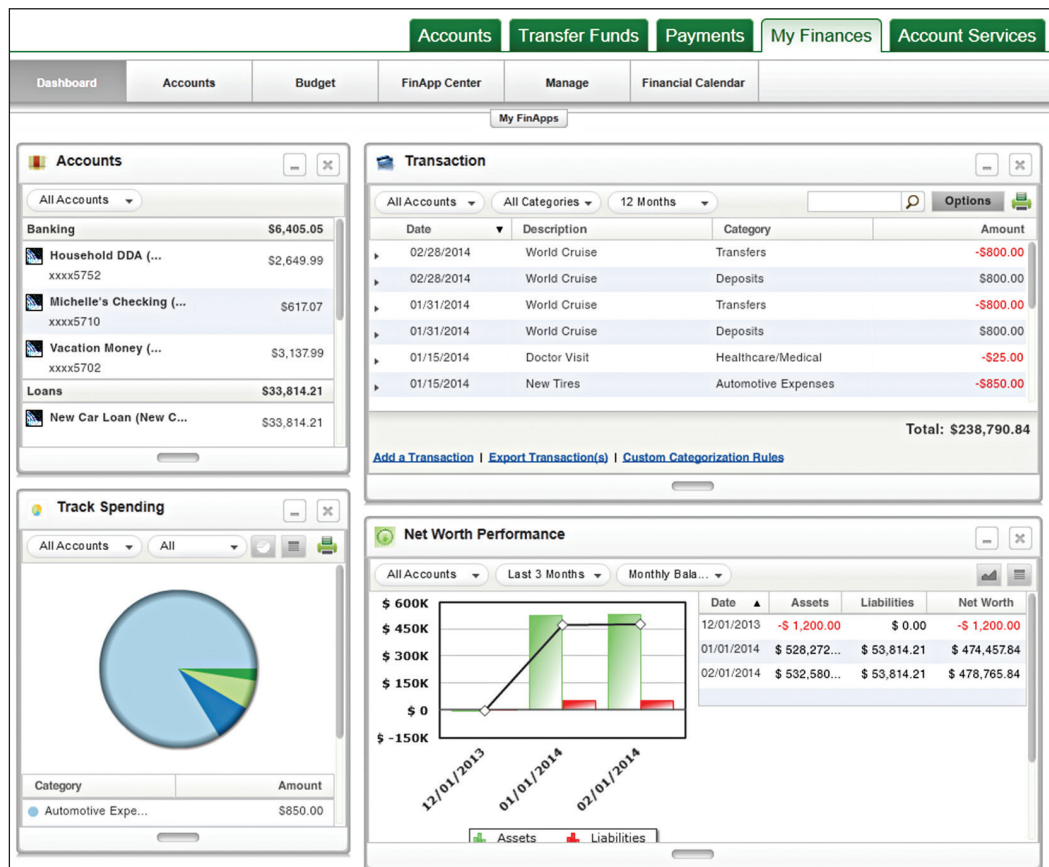 Accounts Transfer Funds Payments My Finances Account Services
Dashboard Accounts Budget FinApp Center Manage Financial Calendar
My FinApps
Accounts
All Accounts
Banking $6,405.05
Household DDA (... $2,649.99
xxxx5752
Michelle's Checking (... $617.07
xxxx5710
Vacation Money (... $3,137.99
xxxx5702
Loans $33,814.21
New Car Loan (New C... $33,814.21
Transaction
All Accounts All Categories 12 Months Options
Date Description Category Amount
02/28/2014 World Cruise Transfers -$800.00
02/28/2014 World Cruise Deposits $800.00
01/31/2014 World Cruise Transfers -$800.00
01/31/2014 World Cruise Deposits $800.00
01/15/2014 Doctor Visit Healthcare/Medical -$25.00
01/15/2014 New Tires Automotive Expenses -$850.00
Total: $238,790.84
Add a Transaction | Export Transaction(s) | Custom Categorization Rules
Track Spending
All Accounts All
Category Amount
Automotive Expe... $850.00
Net Worth Performance
All Accounts Last 3 Months Monthly Bala...
$ 600K
$ 450K
$ 300K
$ 150K
$ 0
$ -150K
12/01/2013 01/01/2014 02/01/2014
Assets Liabilities
Date Assets Liabilities Net Worth
12/01/2013 -$ 1,200.00 $ 0.00 -$ 1,200.00
01/01/2014 $ 528,272... $ 53,814.21 $ 474,457.84
02/01/2014 $ 532,580... $ 53,814.21 $ 478,765.84